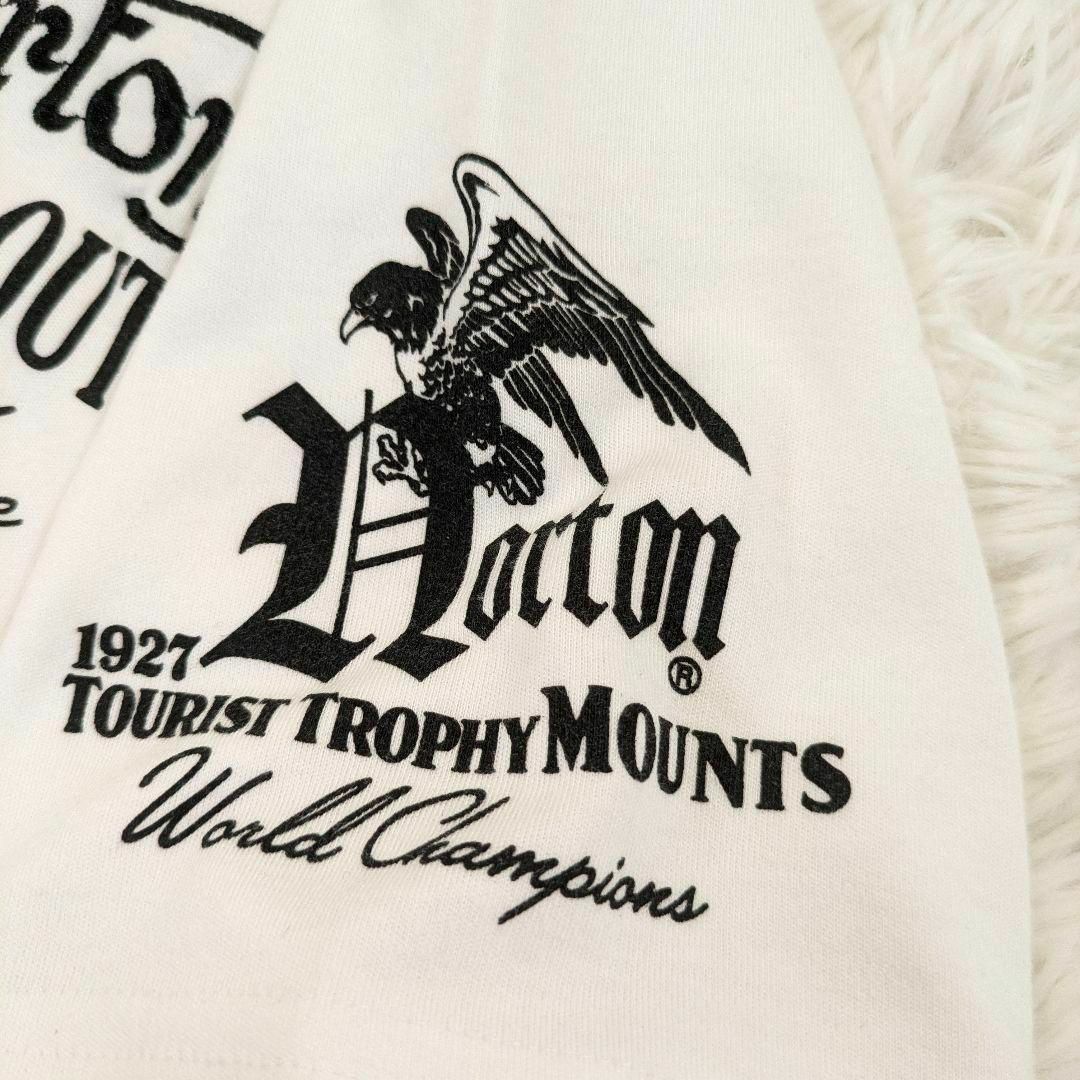 Norton
®
1927
TOURIST TROPHY MOUNTS
World Champions